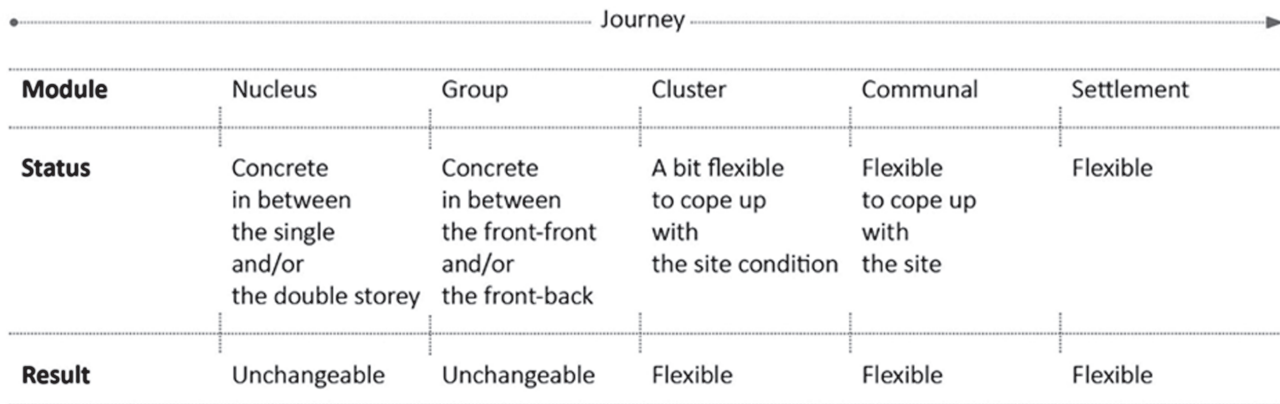 Journey
Module Nucleus Group Cluster Communal Settlement
Status Concrete Concrete A bit flexible Flexible Flexible
in between in between to cope up to cope up
the single the front-front with with
and/or and/or the site condition the site
the double storey the front-back
Result Unchangeable Unchangeable Flexible Flexible Flexible